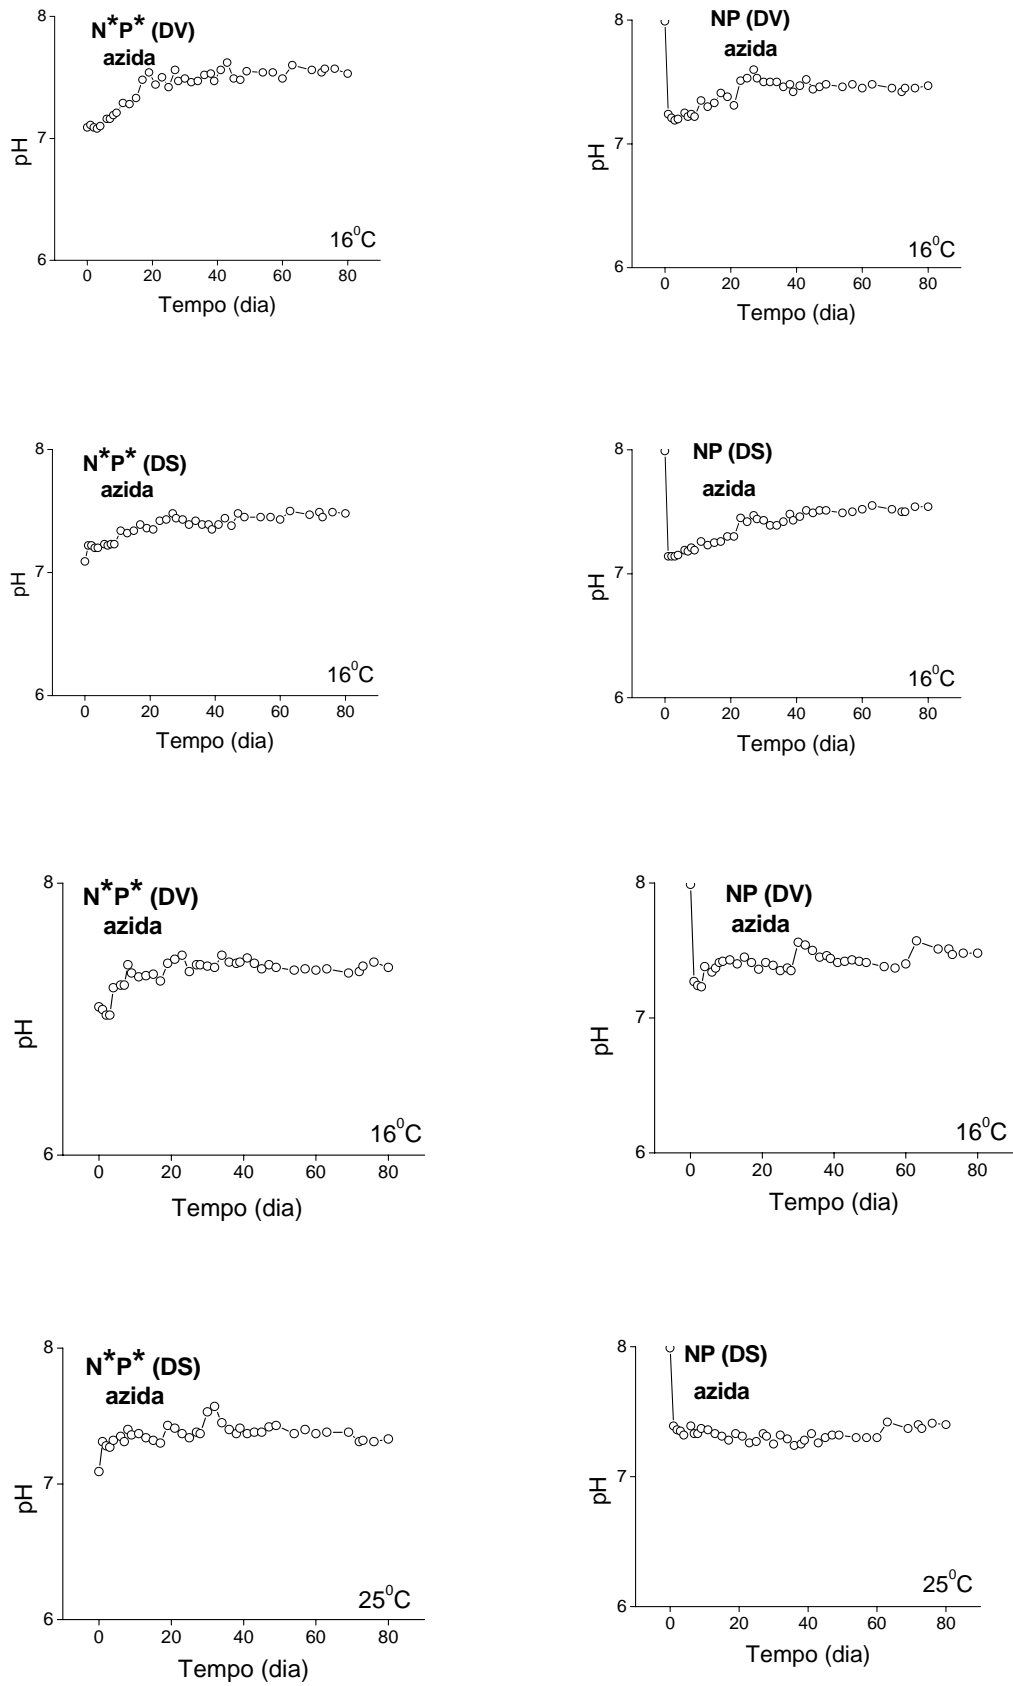 N*P* (DV)
azida
8
7
6
pH
16⁰C
0 20 40 60 80
Tempo (dia)
NP (DV)
azida
8
7
6
pH
16⁰C
0 20 40 60 80
Tempo (dia)
N*P* (DS)
azida
8
7
6
pH
16⁰C
0 20 40 60 80
Tempo (dia)
NP (DS)
azida
8
7
6
pH
16⁰C
0 20 40 60 80
Tempo (dia)
N*P* (DV)
azida
8
7
6
pH
16⁰C
0 20 40 60 80
Tempo (dia)
NP (DV)
azida
8
7
6
pH
16⁰C
0 20 40 60 80
Tempo (dia)
N*P* (DS)
azida
8
7
6
pH
25⁰C
0 20 40 60 80
Tempo (dia)
NP (DS)
azida
8
7
6
pH
25⁰C
0 20 40 60 80
Tempo (dia)